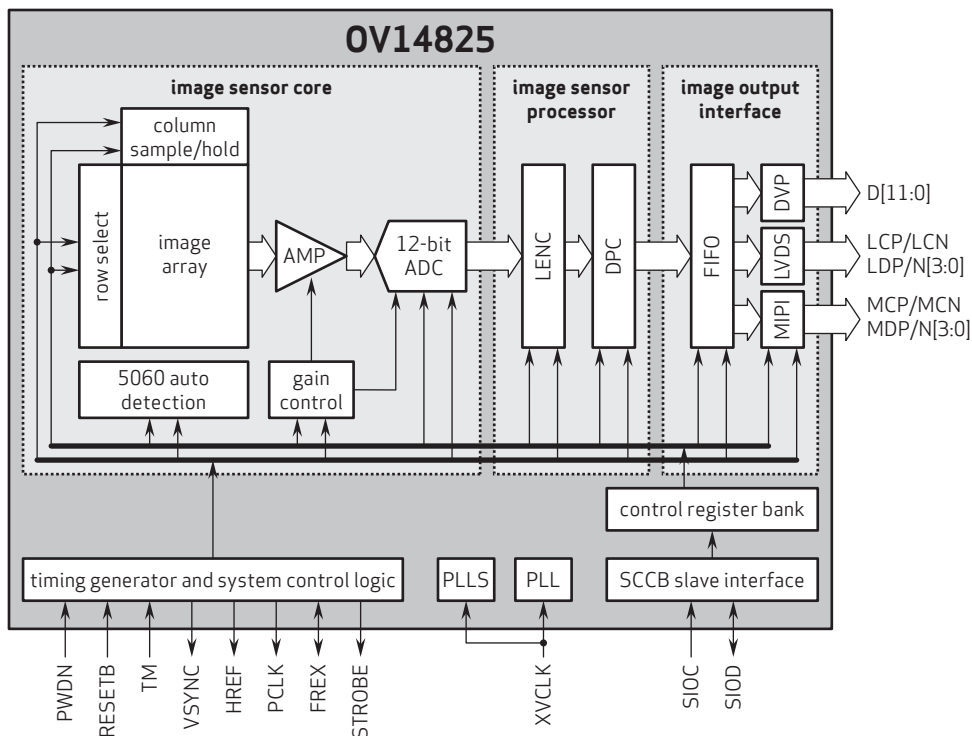 OV14825
image sensor core
image sensor
processor
image output
interface
column
sample/hold
row select
image
array
AMP
12-bit
ADC
LENC
DPC
FIFO
DVP
LVDS
MIPI
D[11:0]
LCP/LCN
LDP/N[3:0]
MCP/MCN
MDP/N[3:0]
5060 auto
detection
gain
control
control register bank
timing generator and system control logic
PLLS
PLL
SCCB slave interface
PWDN
RESETB
TM
VSYNC
HREF
PCLK
FREX
STROBE
XVCLK
SIOC
SIOD